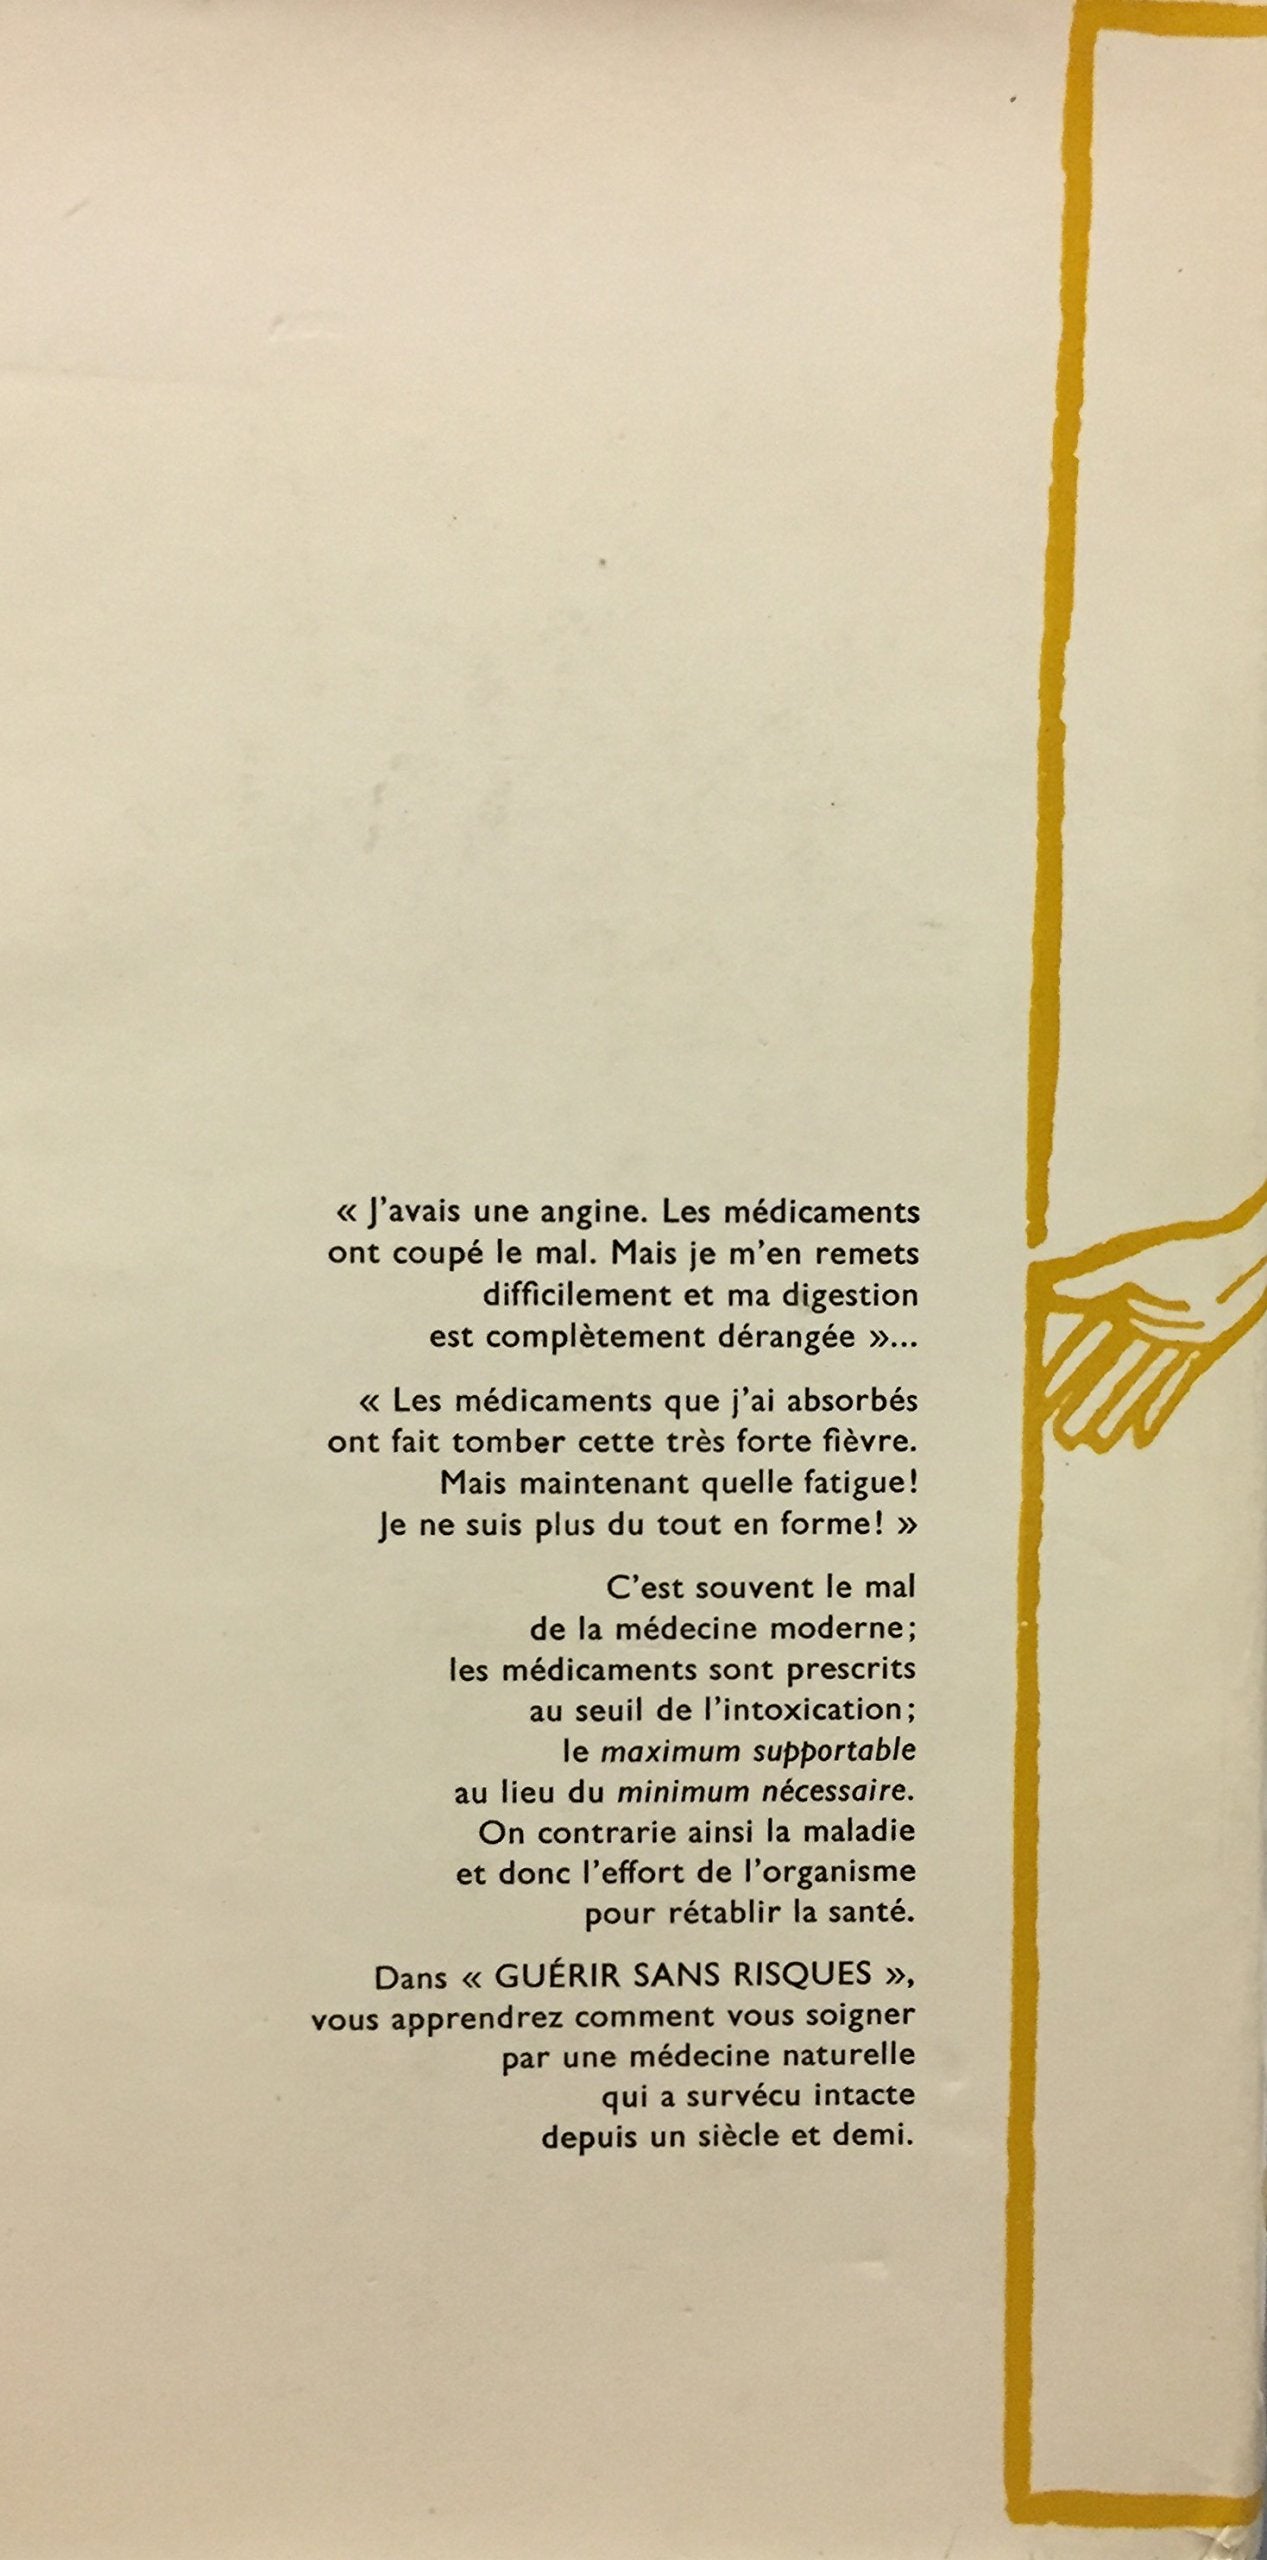 « J’avais une angine. Les médicaments
ont coupé le mal. Mais je m’en remets
difficilement et ma digestion
est complètement dérangée »...
« Les médicaments que j’ai absorbés
ont fait tomber cette très forte fièvre.
Mais maintenant quelle fatigue!
Je ne suis plus du tout en forme! »
C’est souvent le mal
de la médecine moderne;
les médicaments sont prescrits
au seuil de l’intoxication;
le maximum supportable
au lieu du minimum nécessaire.
On contrarie ainsi la maladie
et donc l’effort de l’organisme
pour rétablir la santé.
Dans « GUÉRIR SANS RISQUES »,
vous apprendrez comment vous soigner
par une médecine naturelle
qui a survécu intacte
depuis un siècle et demi.